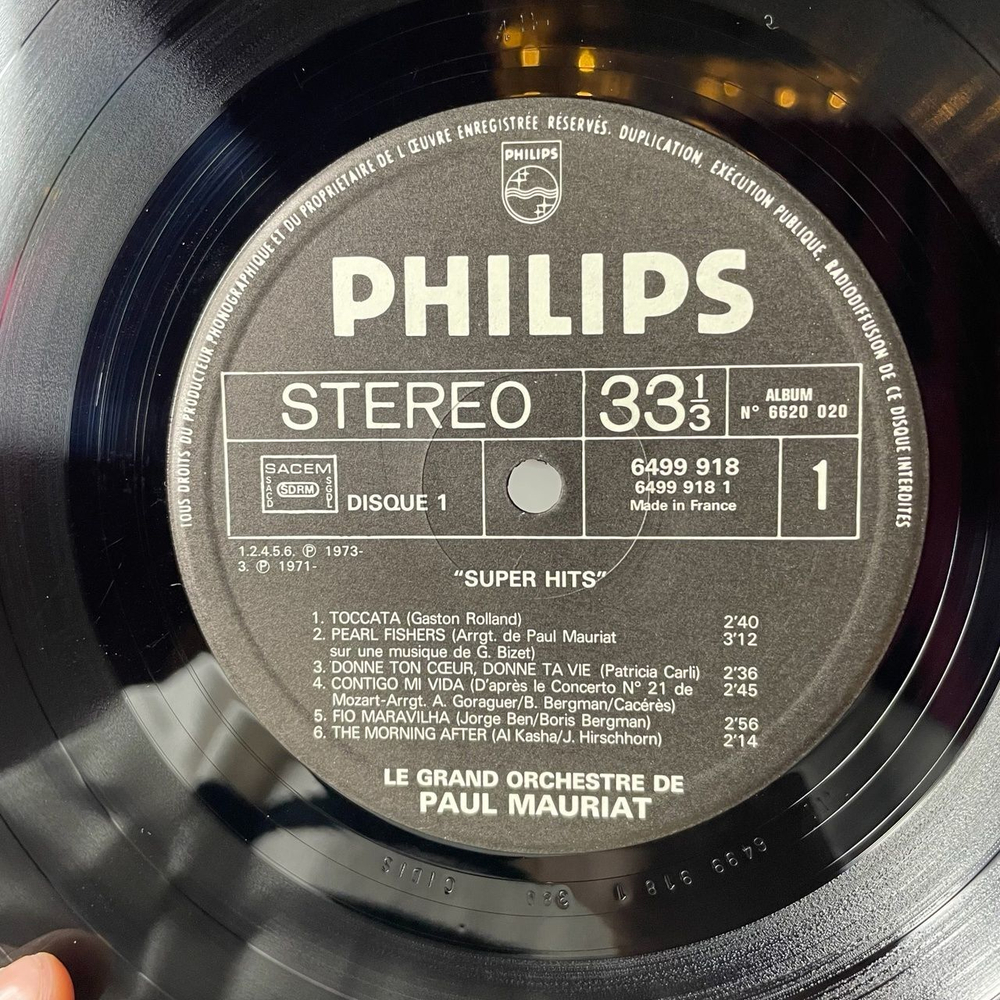 TOUS DROITS DU PRODUCTEUR PHONOGRAPHIQUE ET DU PROPRIETAIRE DE L ŒUVRE ENREGISTRÉE RÉSERVÉS. DUPLICATION, EXÉCUTION PUBLIQUE, RADIODIFFUSION DE CE DISQUE INTERDITES
PHILIPS
PHILIPS
STEREO
33 1/3
ALBUM
N° 6620 020
SACEM
SACD
SDRM
SGDL
DISQUE 1
6499 918
6499 918 1
Made in France
1
1.2.4.5.6. ℗ 1973-
3. ℗ 1971-
"SUPER HITS"
1. TOCCATA (Gaston Rolland) 2'40
2. PEARL FISHERS (Arrgt. de Paul Mauriat 3'12
sur une musique de G. Bizet)
3. DONNE TON CŒUR, DONNE TA VIE (Patricia Carli) 2'36
4. CONTIGO MI VIDA (D'après le Concerto N° 21 de 2'45
Mozart-Arrgt. A. Goraguer/B. Bergman/Cacérès)
5. FIO MARAVILHA (Jorge Ben/Boris Bergman) 2'56
6. THE MORNING AFTER (Al Kasha/J. Hirschhorn) 2'14
LE GRAND ORCHESTRE DE
PAUL MAURIAT
6499 918 1
CIDIS